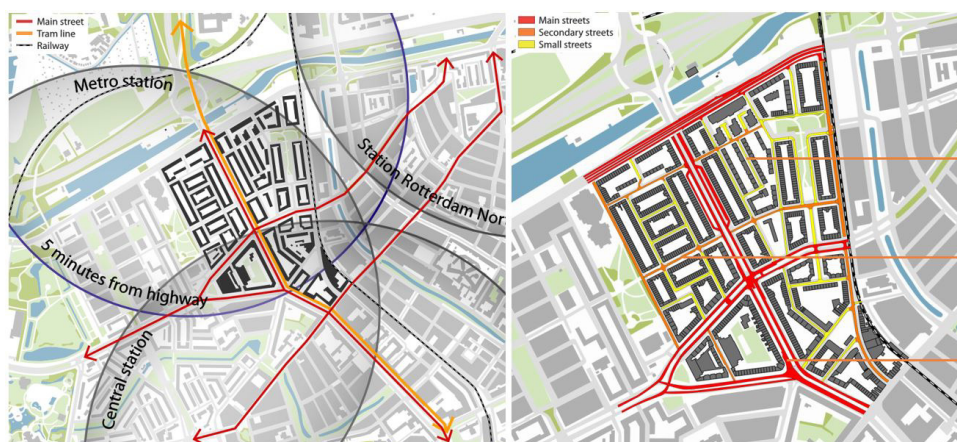 Main street
Tram line
Railway
Metro station
Station Rotterdam Nor
5 minutes from highway
Central station
Main streets
Secondary streets
Small streets